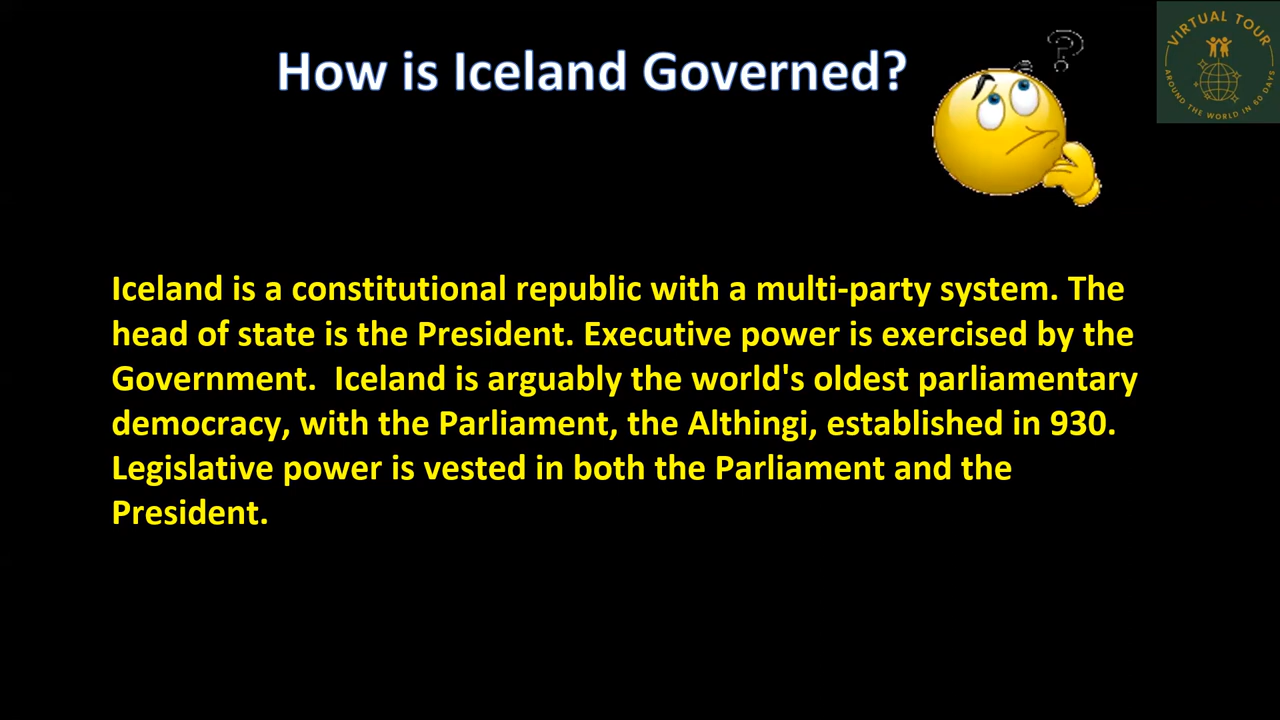 VIRTUAL TOUR
AROUND THE WORLD IN 60 DAYS
How is Iceland Governed?
?
Iceland is a constitutional republic with a multi-party system. The
head of state is the President. Executive power is exercised by the
Government.  Iceland is arguably the world's oldest parliamentary
democracy, with the Parliament, the Althingi, established in 930.
Legislative power is vested in both the Parliament and the
President.